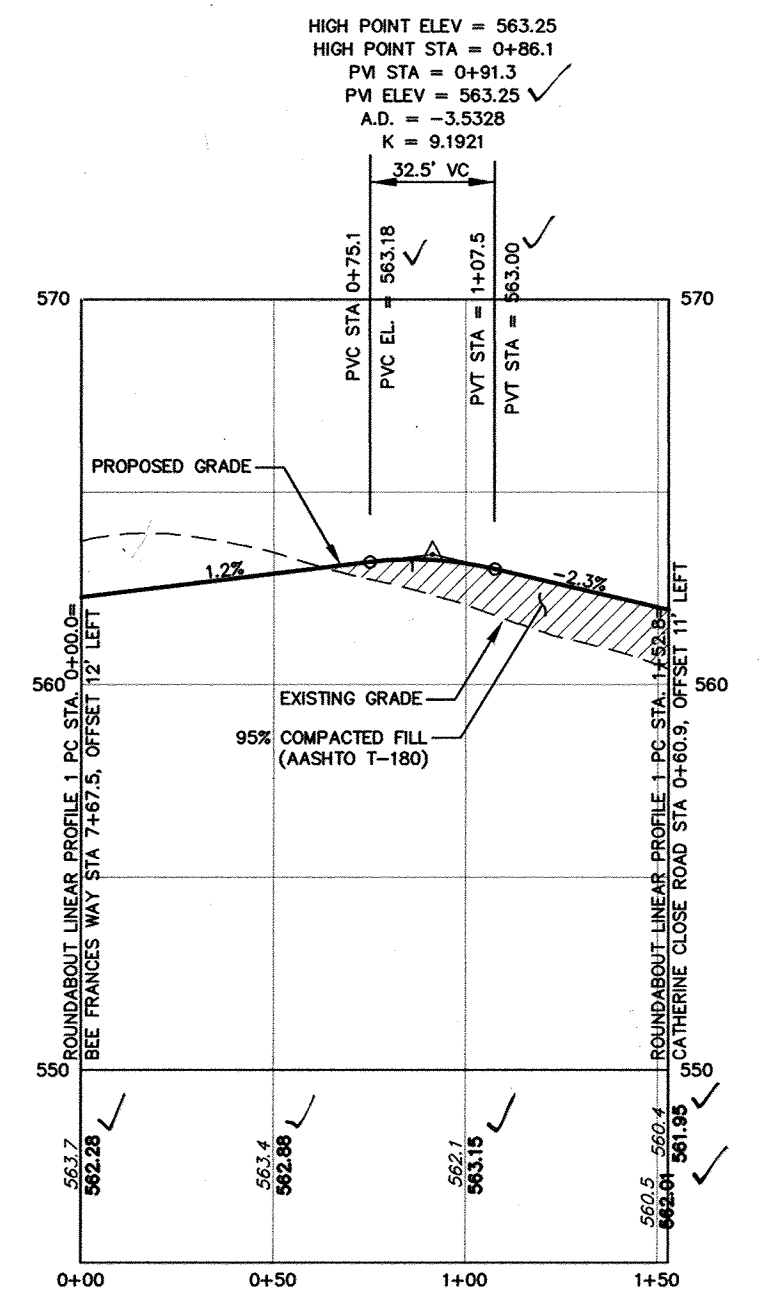 HIGH POINT ELEV = 563.25
HIGH POINT STA = 0+86.1
PVI STA = 0+91.3
PVI ELEV = 563.25
A.D. = -3.5328
K = 9.1921
32.5' VC
PVC STA 0+75.1
PVC EL. = 563.18
PVT STA = 1+07.5
PVT STA = 563.00
570
570
PROPOSED GRADE
1.2%
-2.3%
560
560
EXISTING GRADE
95% COMPACTED FILL
(AASHTO T-180)
ROUNDABOUT LINEAR PROFILE 1 PC STA. 0+00.0=
BEE FRANCES WAY STA 7+67.5, OFFSET 12' LEFT
ROUNDABOUT LINEAR PROFILE 1 PC STA. 1+52.8=
CATHERINE CLOSE ROAD STA 0+60.9, OFFSET 11' LEFT
550
550
563.7
562.28
563.4
562.88
562.1
563.15
560.5
562.01
560.4
561.95
0+00
0+50
1+00
1+50